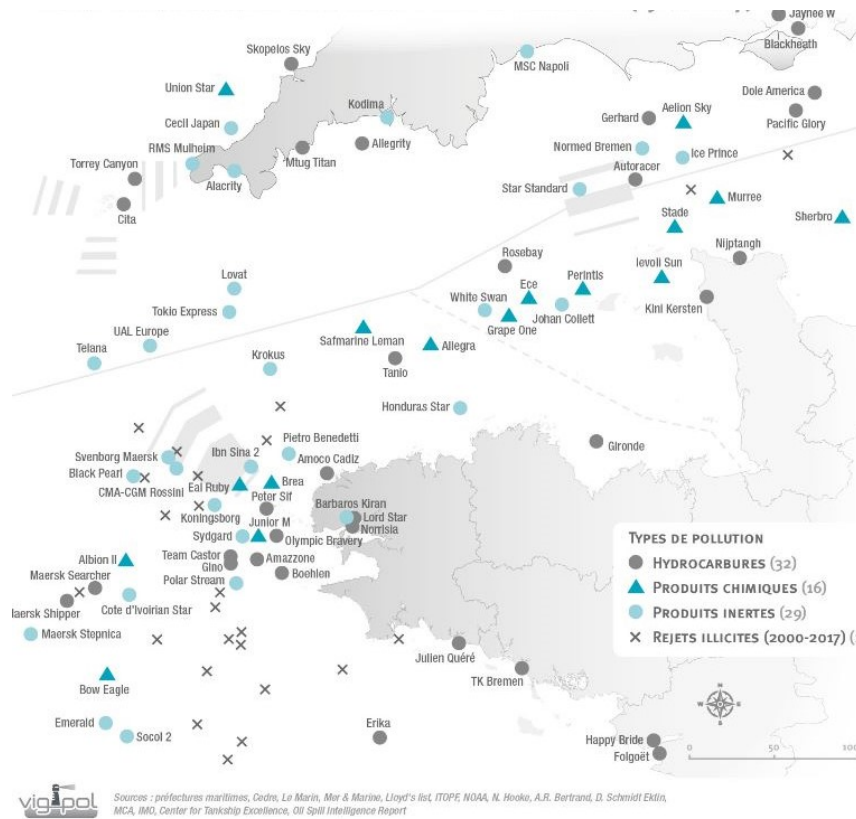 Jaynee W
Blackheath
Skopelos Sky
MSC Napoli
Union Star
Dole America
Kodima
Aelion Sky
Gerhard
Cecil Japan
Pacific Glory
RMS Mulheim
Allegrity
Normed Bremen
Ice Prince
Mtug Titan
Torrey Canyon
Autoracer
Alacrity
Star Standard
Murree
Cita
Stade
Sherbro
Nijptangh
Rosebay
Ievoli Sun
Lovat
Ece
Perintis
White Swan
Tokio Express
Johan Collett
Kini Kersten
Grape One
UAL Europe
Safmarine Leman
Allegra
Telana
Krokus
Tanio
Honduras Star
Pietro Benedetti
Gironde
Svenborg Maersk
Ibn Sina 2
Amoco Cadiz
Black Pearl
Eal Ruby
Brea
CMA-CGM Rossini
Peter Sif
Barbaros Kiran
Koningsborg
Junior M
Lord Star
Norrisia
Sydgard
Olympic Bravery
Team Castor
Albion II
Gino
Amazzone
Maersk Searcher
Polar Stream
Boehlen
Maersk Shipper
Cote d'Ivoirian Star
Maersk Stepnica
Julien Quéré
TK Bremen
Bow Eagle
Emerald
Socol 2
Erika
Happy Bride
Folgoët
TYPES DE POLLUTION
HYDROCARBURES (32)
PRODUITS CHIMIQUES (16)
PRODUITS INERTES (29)
REJETS ILLICITES (2000-2017) (
N
W E
S
0 50 100
vigipol
Sources : préfectures maritimes, Cedre, Le Marin, Mer & Marine, Lloyd's list, ITOPF, NOAA, N. Hooke, A.R. Bertrand, D. Schmidt Etkin,
MCA, IMO, Center for Tankship Excellence, Oil Spill Intelligence Report